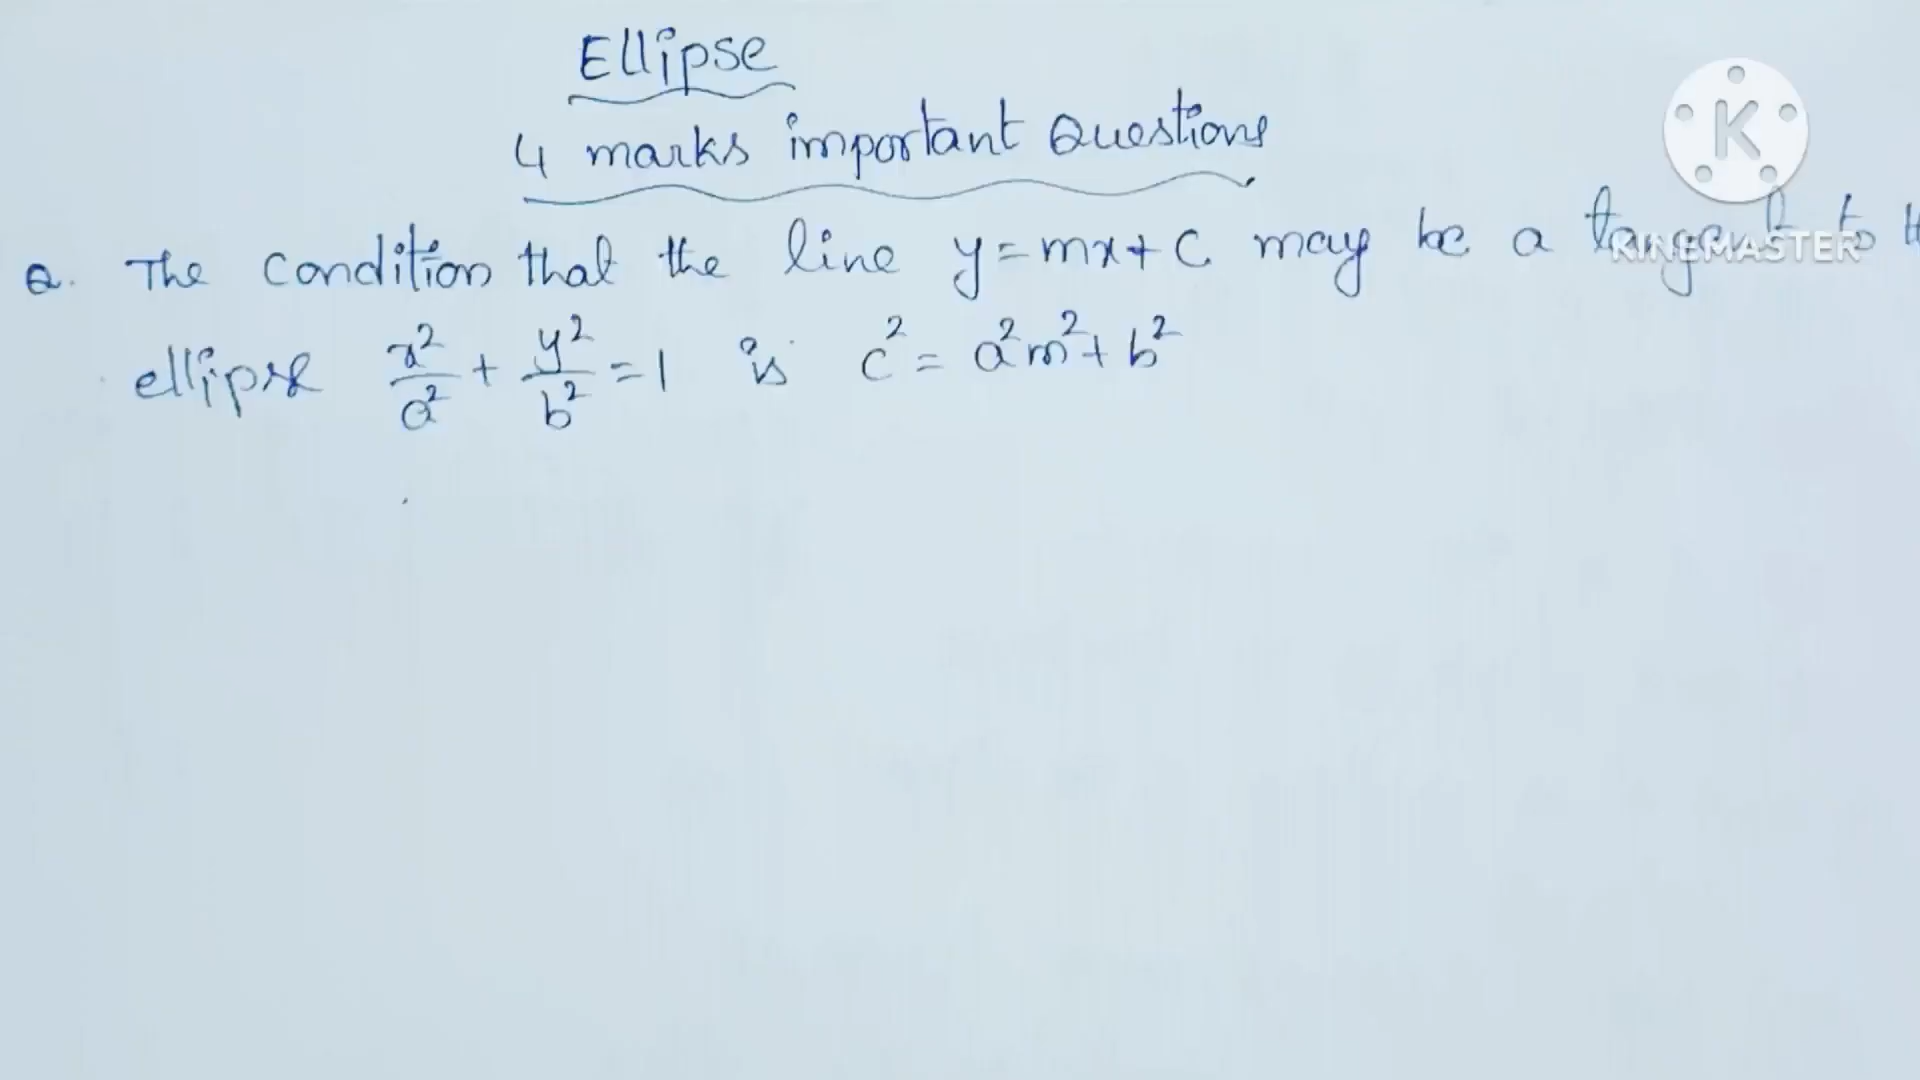 Ellipse
4 marks important Questions
K
Q. The condition that the line y = mx + c may be a tangent to
KINEMASTER
ellipse x²/a² + y²/b² = 1 is c² = a²m² + b²